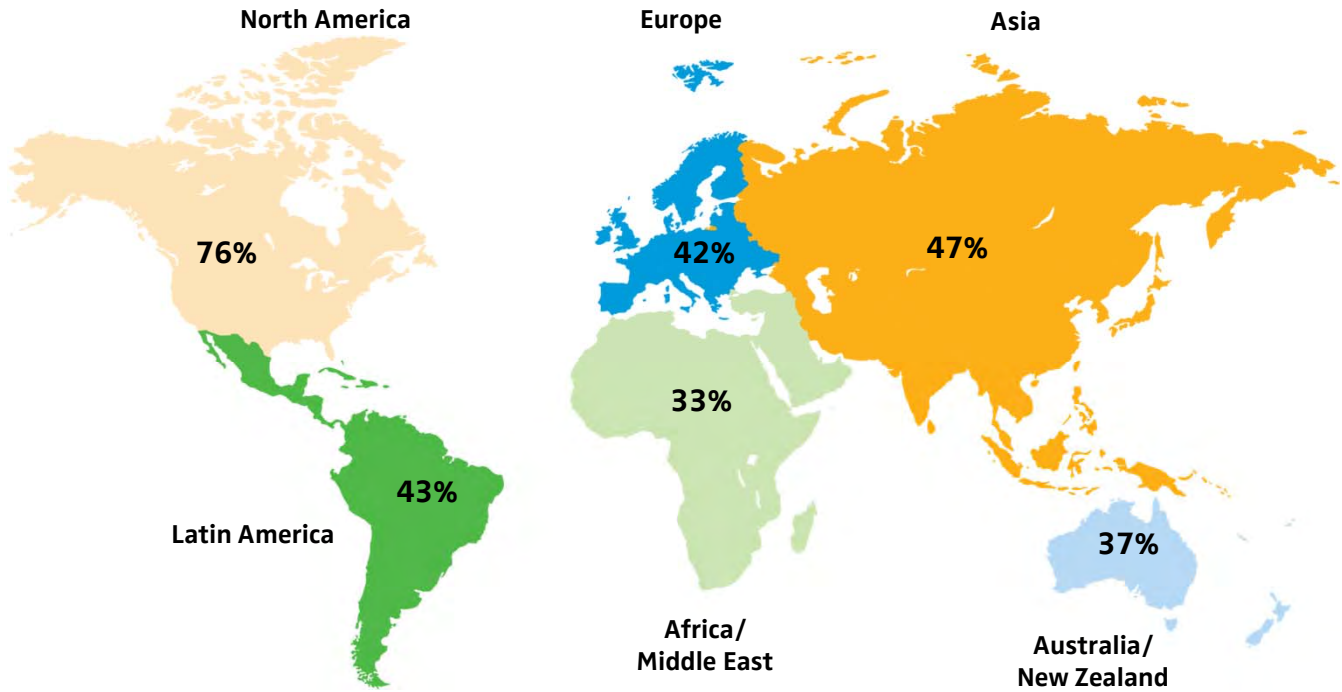 North America
Europe
Asia
76%
42%
47%
33%
43%
Latin America
37%
Africa/
Middle East
Australia/
New Zealand